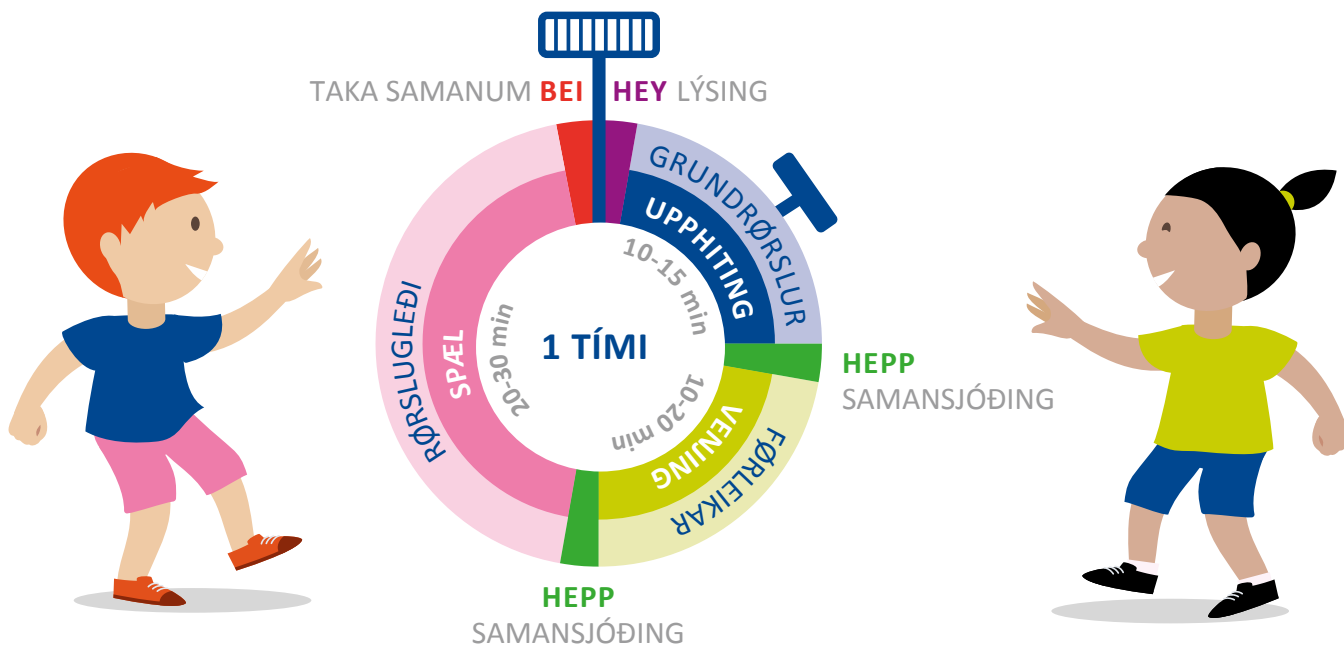 TAKA SAMANUM BEI
HEY LÝSING
GRUNDRØRSLUR
UPPHITING
10-15 min
1 TÍMI
HEPP
SAMANSJÓÐING
10-20 min
VENJING
FØRLEIKAR
HEPP
SAMANSJÓÐING
20-30 min
SPÆL
RØRSLUGLEÐI